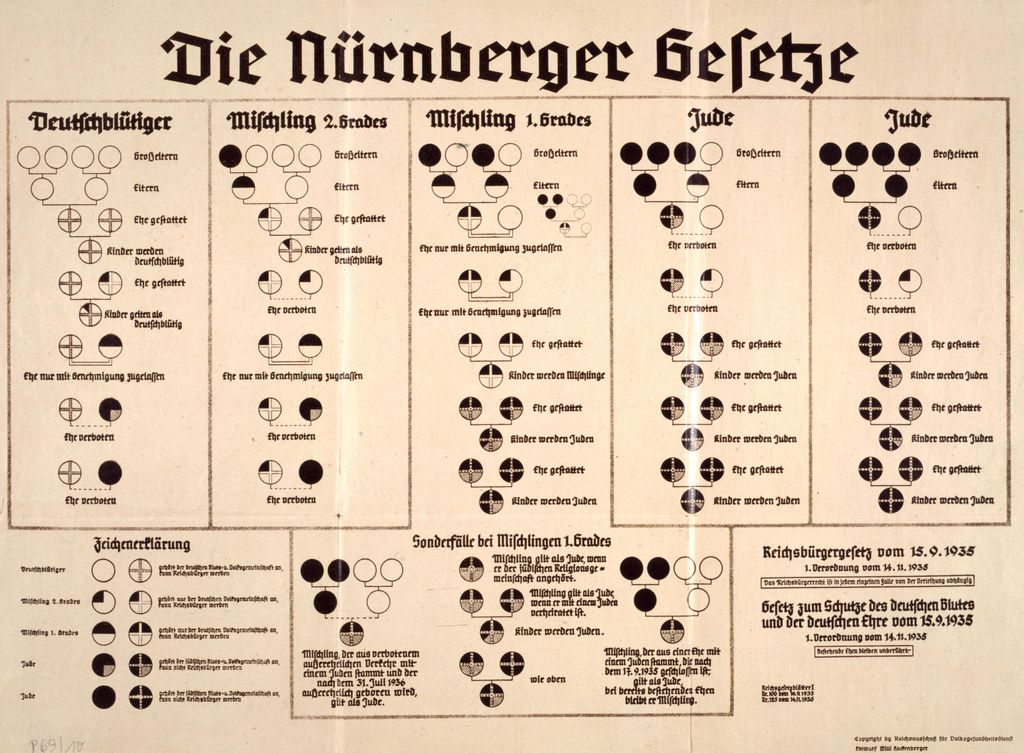 Die Nürnberger Gesetze
Deutschblütiger
Großeltern
Eltern
Ehe gestattet
Kinder werden
Deutschblütig
Ehe gestattet
Kinder gelten als
Deutschblütig
Ehe nur mit Genehmigung zugelassen
Ehe verboten
Ehe verboten
Mischling 2. Grades
Großeltern
Eltern
Ehe gestattet
Kinder gelten als
Deutschblütig
Ehe verboten
Ehe nur mit Genehmigung zugelassen
Ehe verboten
Ehe verboten
Mischling 1. Grades
Großeltern
Eltern
Ehe nur mit Genehmigung zugelassen
Ehe nur mit Genehmigung zugelassen
Ehe gestattet
Kinder werden Mischlinge
Ehe gestattet
Kinder werden Juden
Ehe gestattet
Kinder werden Juden
Jude
Großeltern
Eltern
Ehe verboten
Ehe verboten
Ehe gestattet
Kinder werden Juden
Ehe gestattet
Kinder werden Juden
Ehe gestattet
Kinder werden Juden
Jude
Großeltern
Eltern
Ehe verboten
Ehe verboten
Ehe gestattet
Kinder werden Juden
Ehe gestattet
Kinder werden Juden
Ehe gestattet
Kinder werden Juden
Zeichenerklärung
Deutschblütiger
gehört der deutschen Bluts-u. Volksgemeinschaft an,
kann Reichsbürger werden
Mischling 2. Grades
gehört nur der deutschen Volksgemeinschaft an,
kann Reichsbürger werden
Mischling 1. Grades
gehört nur der deutschen Volksgemeinschaft an,
kann Reichsbürger werden
Jude
gehört der jüdischen Bluts-u. Volksgemeinschaft an,
kann nicht Reichsbürger werden
Jude
gehört der jüdischen Bluts-u. Volksgemeinschaft an,
kann nicht Reichsbürger werden
Sonderfälle bei Mischlingen 1. Grades
Mischling, der aus verbotenem
außerehelichen Verkehr mit
einem Juden stammt und der
nach dem 31. Juli 1936
außerehelich geboren wird,
gilt als Jude.
Mischling gilt als Jude, wenn
er der jüdischen Religionsge-
meinschaft angehört.
Mischling gilt als Jude,
wenn er mit einem Juden
verheiratet ist.
Kinder werden Juden.
wie oben
Mischling, der aus einer Ehe mit
einem Juden stammt, die nach
dem 17.9.1935 geschlossen ist,
gilt als Jude,
bei bereits bestehenden Ehen
bleibt er Mischling.
Reichsbürgergesetz vom 15.9.1935
1. Verordnung vom 14.11.1935
Das Reichsbürgerrecht ist in jedem einzelnen Falle von der Verleihung abhängig
Gesetz zum Schutze des deutschen Blutes
und der deutschen Ehre vom 15.9.1935
1. Verordnung vom 14.11.1935
Bestehende Ehen bleiben unberührt
Reichsgesetzblätter I
Nr. 100 vom 16.9.1935
Nr. 125 vom 14.11.1935
Copyright by Reichsausschuß für Volksgesundheitsdienst
Entwurf Willi Hackenberger
P69/10